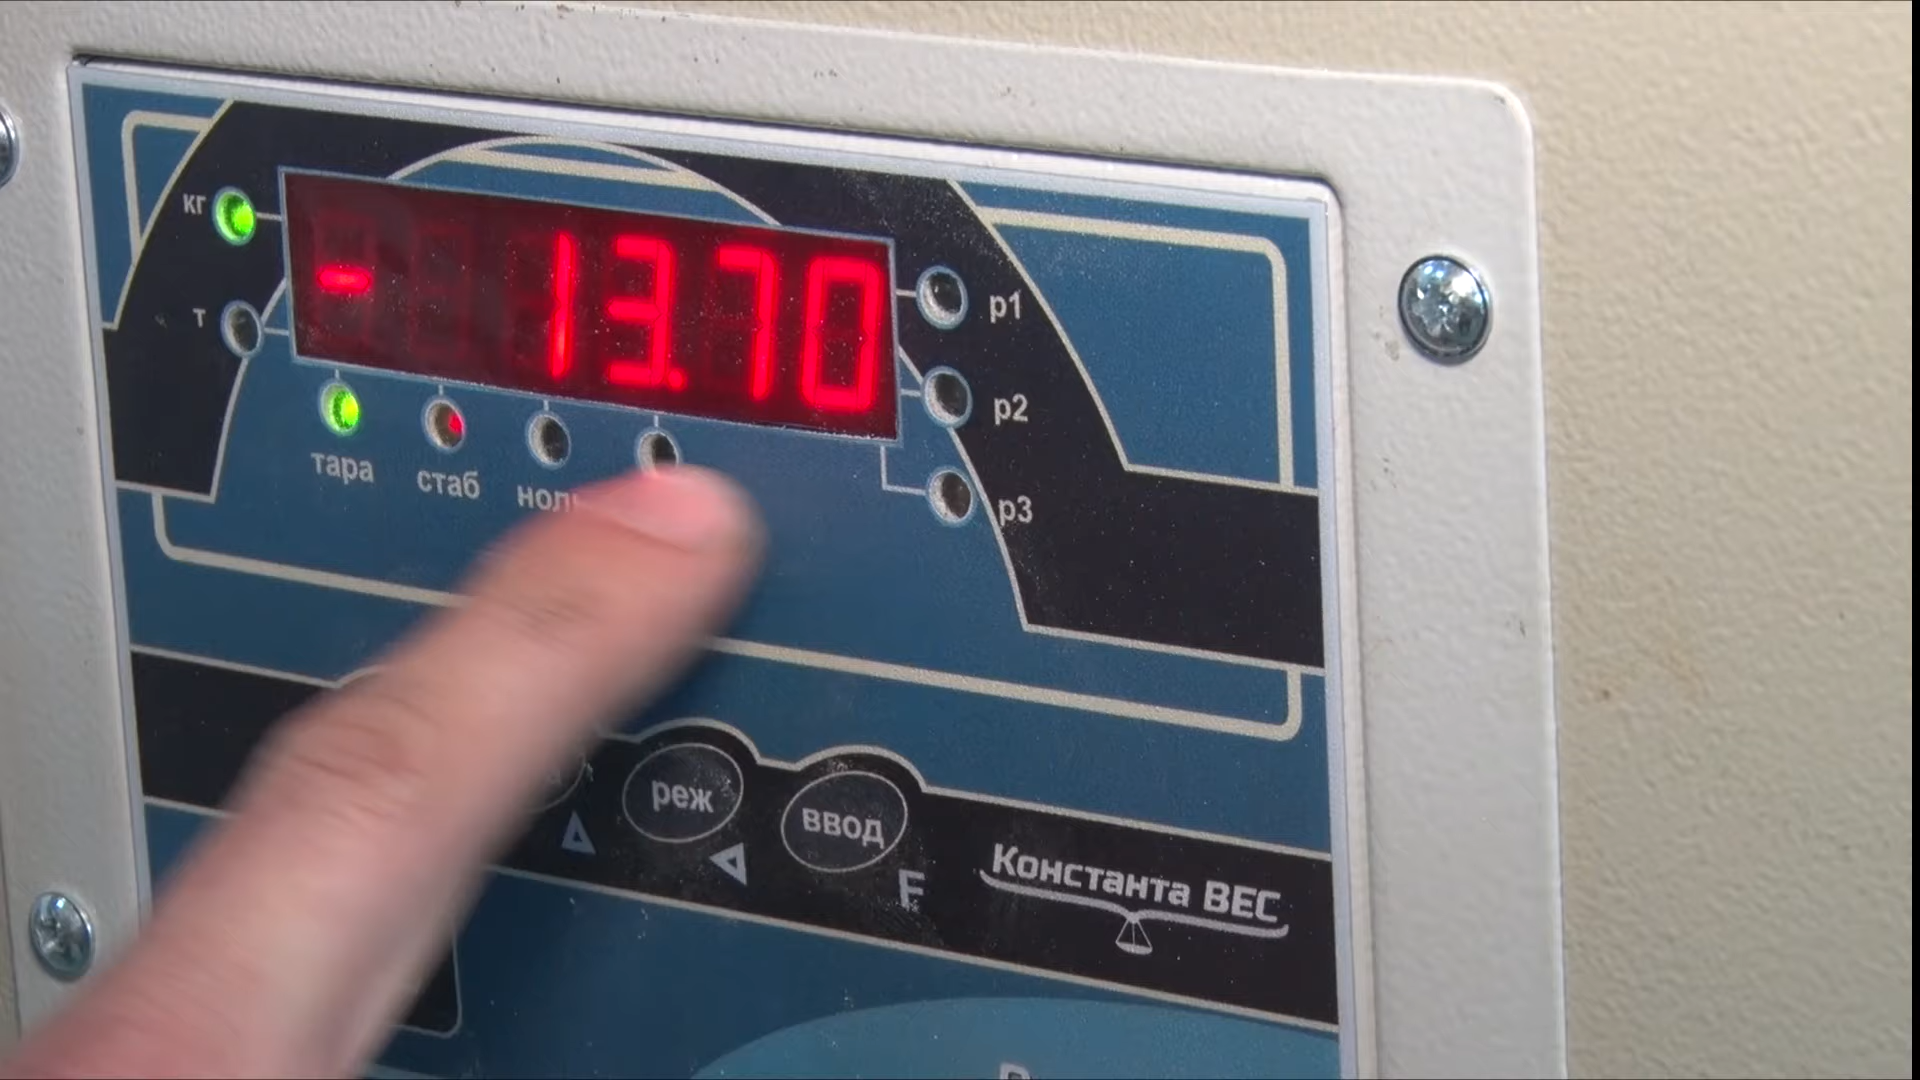 кг
- 13.70
т
р1
р2
р3
тара
стаб
реж
ввод
F
Константа ВЕС